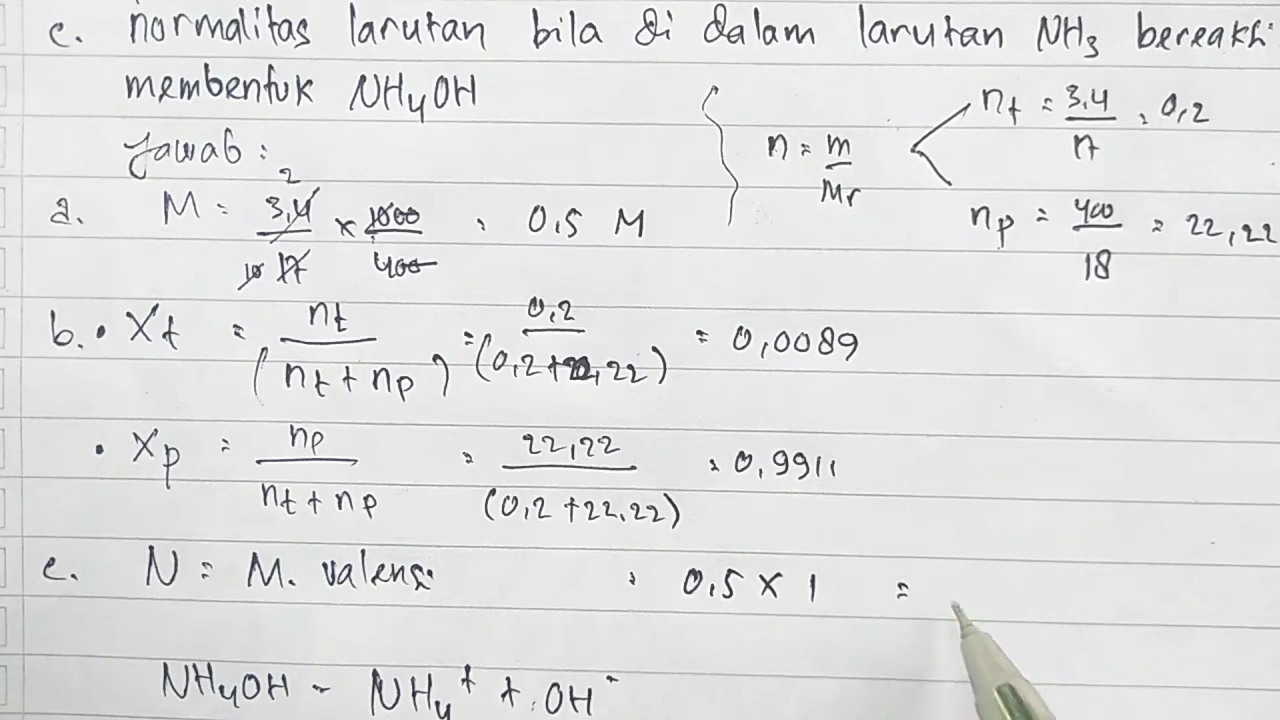 c. normalitas larutan bila di dalam larutan NH3 bereaksi
membentuk NH4OH
Jawab :
n = m/Mr
nt = 3,4/17 = 0,2
np = 400/18 = 22,22
a. M = 3,4/17 x 1000/400 = 0,5 M
2
10
b. • Xt = nt/(nt + np) = 0,2/(0,2+22,22) = 0,0089
• Xp = np/nt + np = 22,22/(0,2+22,22) = 0,9911
c. N = M. valensi = 0,5 x 1 =
NH4OH - NH4+ + OH-